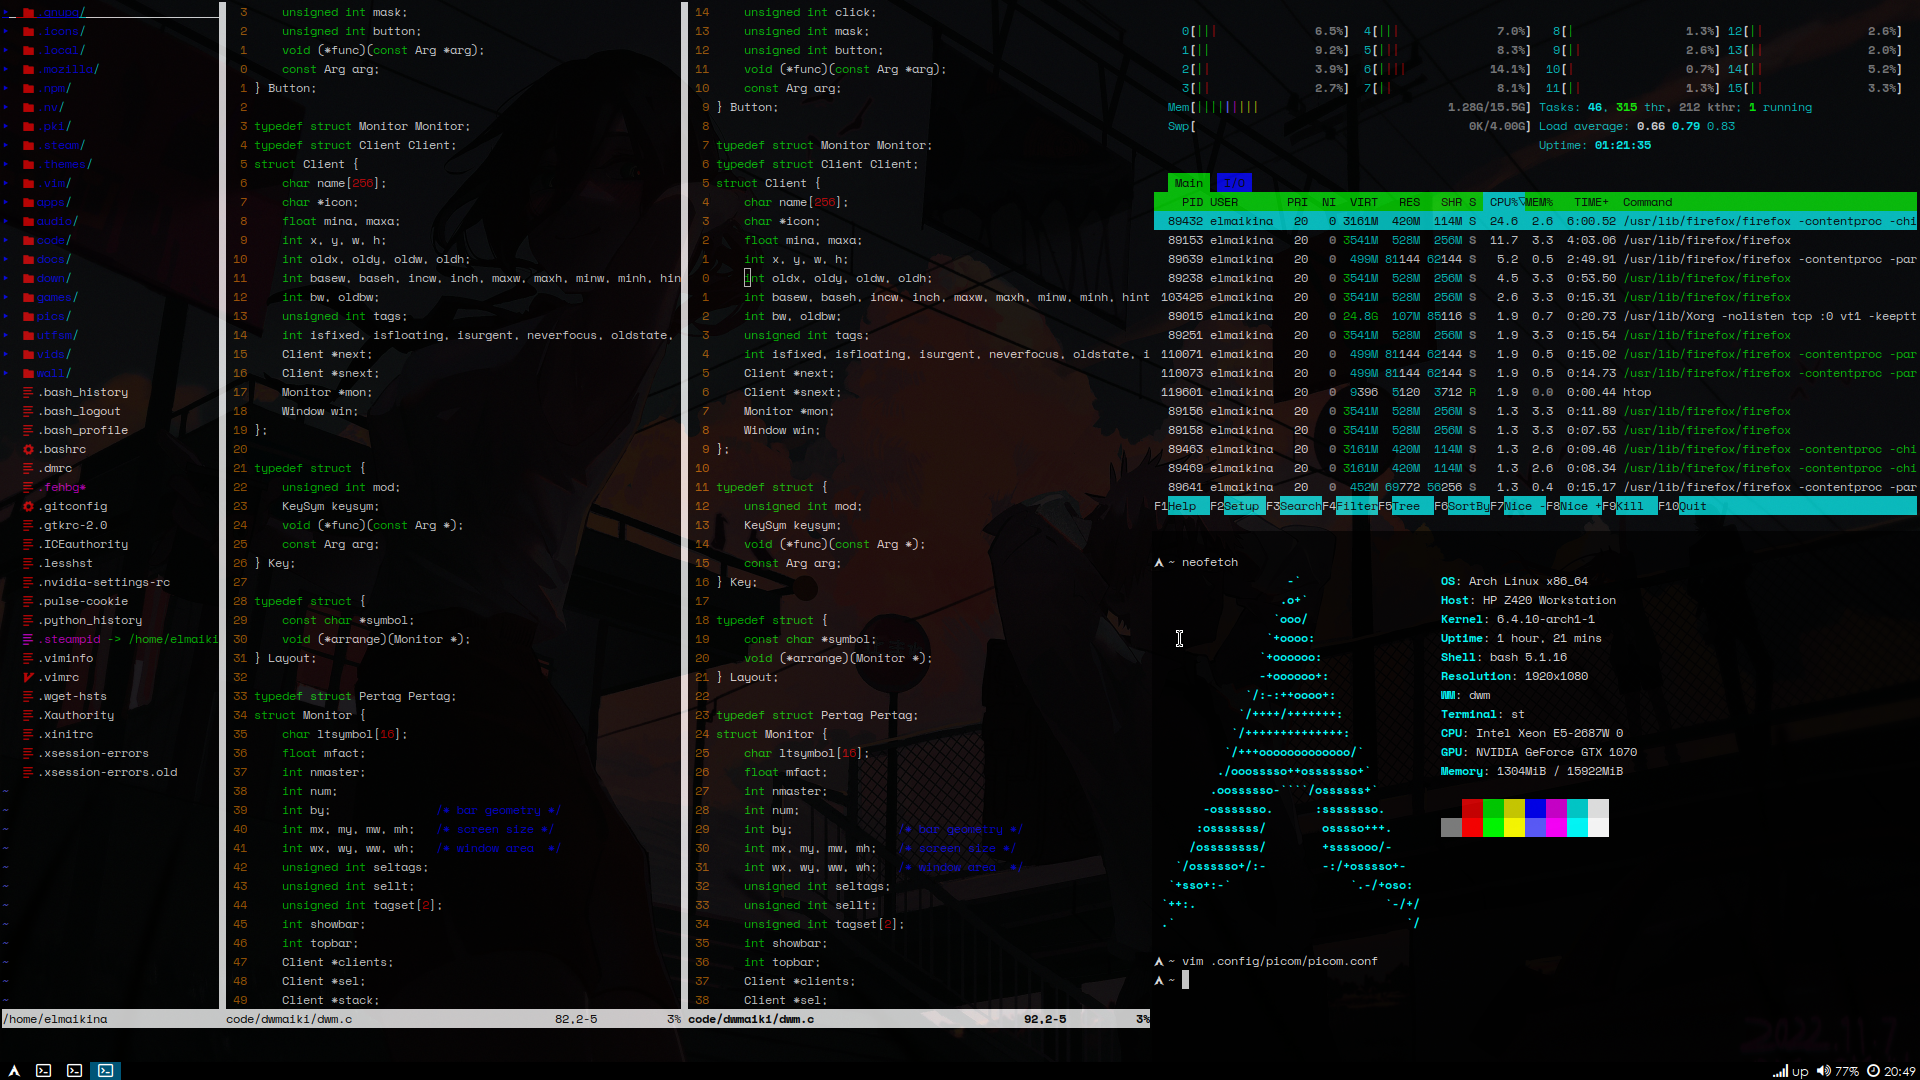 .gnupg/
.icons/
.local/
.mozilla/
.npm/
.nv/
.pki/
.steam/
.themes/
.vim/
apps/
audio/
code/
docs/
down/
games/
pics/
utfsm/
vids/
wall/
.bash_history
.bash_logout
.bash_profile
.bashrc
.dmrc
.fehbg*
.gitconfig
.gtkrc-2.0
.ICEauthority
.lesshst
.nvidia-settings-rc
.pulse-cookie
.python_history
.steampid -> /home/elmaiki
.viminfo
.vimrc
.wget-hsts
.Xauthority
.xinitrc
.xsession-errors
.xsession-errors.old
~
~
~
~
~
~
~
~
~
~
~
~
/home/elmaikina
3 unsigned int mask;
2 unsigned int button;
1 void (*func)(const Arg *arg);
0 const Arg arg;
1 } Button;
2
3 typedef struct Monitor Monitor;
4 typedef struct Client Client;
5 struct Client {
6 char name[256];
7 char *icon;
8 float mina, maxa;
9 int x, y, w, h;
10 int oldx, oldy, oldw, oldh;
11 int basew, baseh, incw, inch, maxw, maxh, minw, minh, hin
12 int bw, oldbw;
13 unsigned int tags;
14 int isfixed, isfloating, isurgent, neverfocus, oldstate,
15 Client *next;
16 Client *snext;
17 Monitor *mon;
18 Window win;
19 };
20
21 typedef struct {
22 unsigned int mod;
23 KeySym keysym;
24 void (*func)(const Arg *);
25 const Arg arg;
26 } Key;
27
28 typedef struct {
29 const char *symbol;
30 void (*arrange)(Monitor *);
31 } Layout;
32
33 typedef struct Pertag Pertag;
34 struct Monitor {
35 char ltsymbol[16];
36 float mfact;
37 int nmaster;
38 int num;
39 int by; /* bar geometry */
40 int mx, my, mw, mh; /* screen size */
41 int wx, wy, ww, wh; /* window area */
42 unsigned int seltags;
43 unsigned int sellt;
44 unsigned int tagset[2];
45 int showbar;
46 int topbar;
47 Client *clients;
48 Client *sel;
49 Client *stack;
code/dwmaiki/dwm.c 82,2-5 3%
14 unsigned int click;
13 unsigned int mask;
12 unsigned int button;
11 void (*func)(const Arg *arg);
10 const Arg arg;
9 } Button;
8
7 typedef struct Monitor Monitor;
6 typedef struct Client Client;
5 struct Client {
4 char name[256];
3 char *icon;
2 float mina, maxa;
1 int x, y, w, h;
0 int oldx, oldy, oldw, oldh;
1 int basew, baseh, incw, inch, maxw, maxh, minw, minh, hint
2 int bw, oldbw;
3 unsigned int tags;
4 int isfixed, isfloating, isurgent, neverfocus, oldstate, i
5 Client *next;
6 Client *snext;
7 Monitor *mon;
8 Window win;
9 };
10
11 typedef struct {
12 unsigned int mod;
13 KeySym keysym;
14 void (*func)(const Arg *);
15 const Arg arg;
16 } Key;
17
18 typedef struct {
19 const char *symbol;
20 void (*arrange)(Monitor *);
21 } Layout;
22
23 typedef struct Pertag Pertag;
24 struct Monitor {
25 char ltsymbol[16];
26 float mfact;
27 int nmaster;
28 int num;
29 int by; /* bar geometry */
30 int mx, my, mw, mh; /* screen size */
31 int wx, wy, ww, wh; /* window area */
32 unsigned int seltags;
33 unsigned int sellt;
34 unsigned int tagset[2];
35 int showbar;
36 int topbar;
37 Client *clients;
38 Client *sel;
code/dwmaiki/dwm.c 92,2-5 3%
0[||| 6.5%] 4[||| 7.0%] 8[| 1.3%] 12[|| 2.6%]
1[|| 9.2%] 5[||| 8.3%] 9[|| 2.6%] 13[|| 2.0%]
2[|| 3.9%] 6[|||| 14.1%] 10[| 0.7%] 14[|| 5.2%]
3[|| 2.7%] 7[|| 8.1%] 11[|| 1.3%] 15[|| 3.3%]
Mem[||||||||| 1.28G/15.5G] Tasks: 46, 315 thr, 212 kthr; 1 running
Swp[ 0K/4.00G] Load average: 0.66 0.79 0.83
Uptime: 01:21:35
Main I/O
PID USER PRI NI VIRT RES SHR S CPU%▽MEM% TIME+ Command
89432 elmaikina 20 0 3161M 420M 114M S 24.6 2.6 6:00.52 /usr/lib/firefox/firefox -contentproc -chi
89153 elmaikina 20 0 3541M 528M 256M S 11.7 3.3 4:03.06 /usr/lib/firefox/firefox
89639 elmaikina 20 0 499M 81144 62144 S 5.2 0.5 2:49.91 /usr/lib/firefox/firefox -contentproc -par
89238 elmaikina 20 0 3541M 528M 256M S 4.5 3.3 0:53.50 /usr/lib/firefox/firefox
103425 elmaikina 20 0 3541M 528M 256M S 2.6 3.3 0:15.31 /usr/lib/firefox/firefox
89015 elmaikina 20 0 24.8G 107M 85116 S 1.9 0.7 0:20.73 /usr/lib/Xorg -nolisten tcp :0 vt1 -keeptt
89251 elmaikina 20 0 3541M 528M 256M S 1.9 3.3 0:15.54 /usr/lib/firefox/firefox
110071 elmaikina 20 0 499M 81144 62144 S 1.9 0.5 0:15.02 /usr/lib/firefox/firefox -contentproc -par
110073 elmaikina 20 0 499M 81144 62144 S 1.9 0.5 0:14.73 /usr/lib/firefox/firefox -contentproc -par
119601 elmaikina 20 0 9396 5120 3712 R 1.9 0.0 0:00.44 htop
89156 elmaikina 20 0 3541M 528M 256M S 1.3 3.3 0:11.89 /usr/lib/firefox/firefox
89158 elmaikina 20 0 3541M 528M 256M S 1.3 3.3 0:07.53 /usr/lib/firefox/firefox
89463 elmaikina 20 0 3161M 420M 114M S 1.3 2.6 0:09.46 /usr/lib/firefox/firefox -contentproc -chi
89469 elmaikina 20 0 3161M 420M 114M S 1.3 2.6 0:08.34 /usr/lib/firefox/firefox -contentproc -chi
89641 elmaikina 20 0 452M 69772 56256 S 1.3 0.4 0:15.17 /usr/lib/firefox/firefox -contentproc -par
F1Help F2Setup F3SearchF4FilterF5Tree F6SortByF7Nice -F8Nice +F9Kill F10Quit
~ neofetch
OS: Arch Linux x86_64
Host: HP Z420 Workstation
Kernel: 6.4.10-arch1-1
Uptime: 1 hour, 21 mins
Shell: bash 5.1.16
Resolution: 1920x1080
WM: dwm
Terminal: st
CPU: Intel Xeon E5-2687W 0
GPU: NVIDIA GeForce GTX 1070
Memory: 1304MiB / 15922MiB
~ vim .config/picom/picom.conf
~
2022.11.7
up 77% 20:49